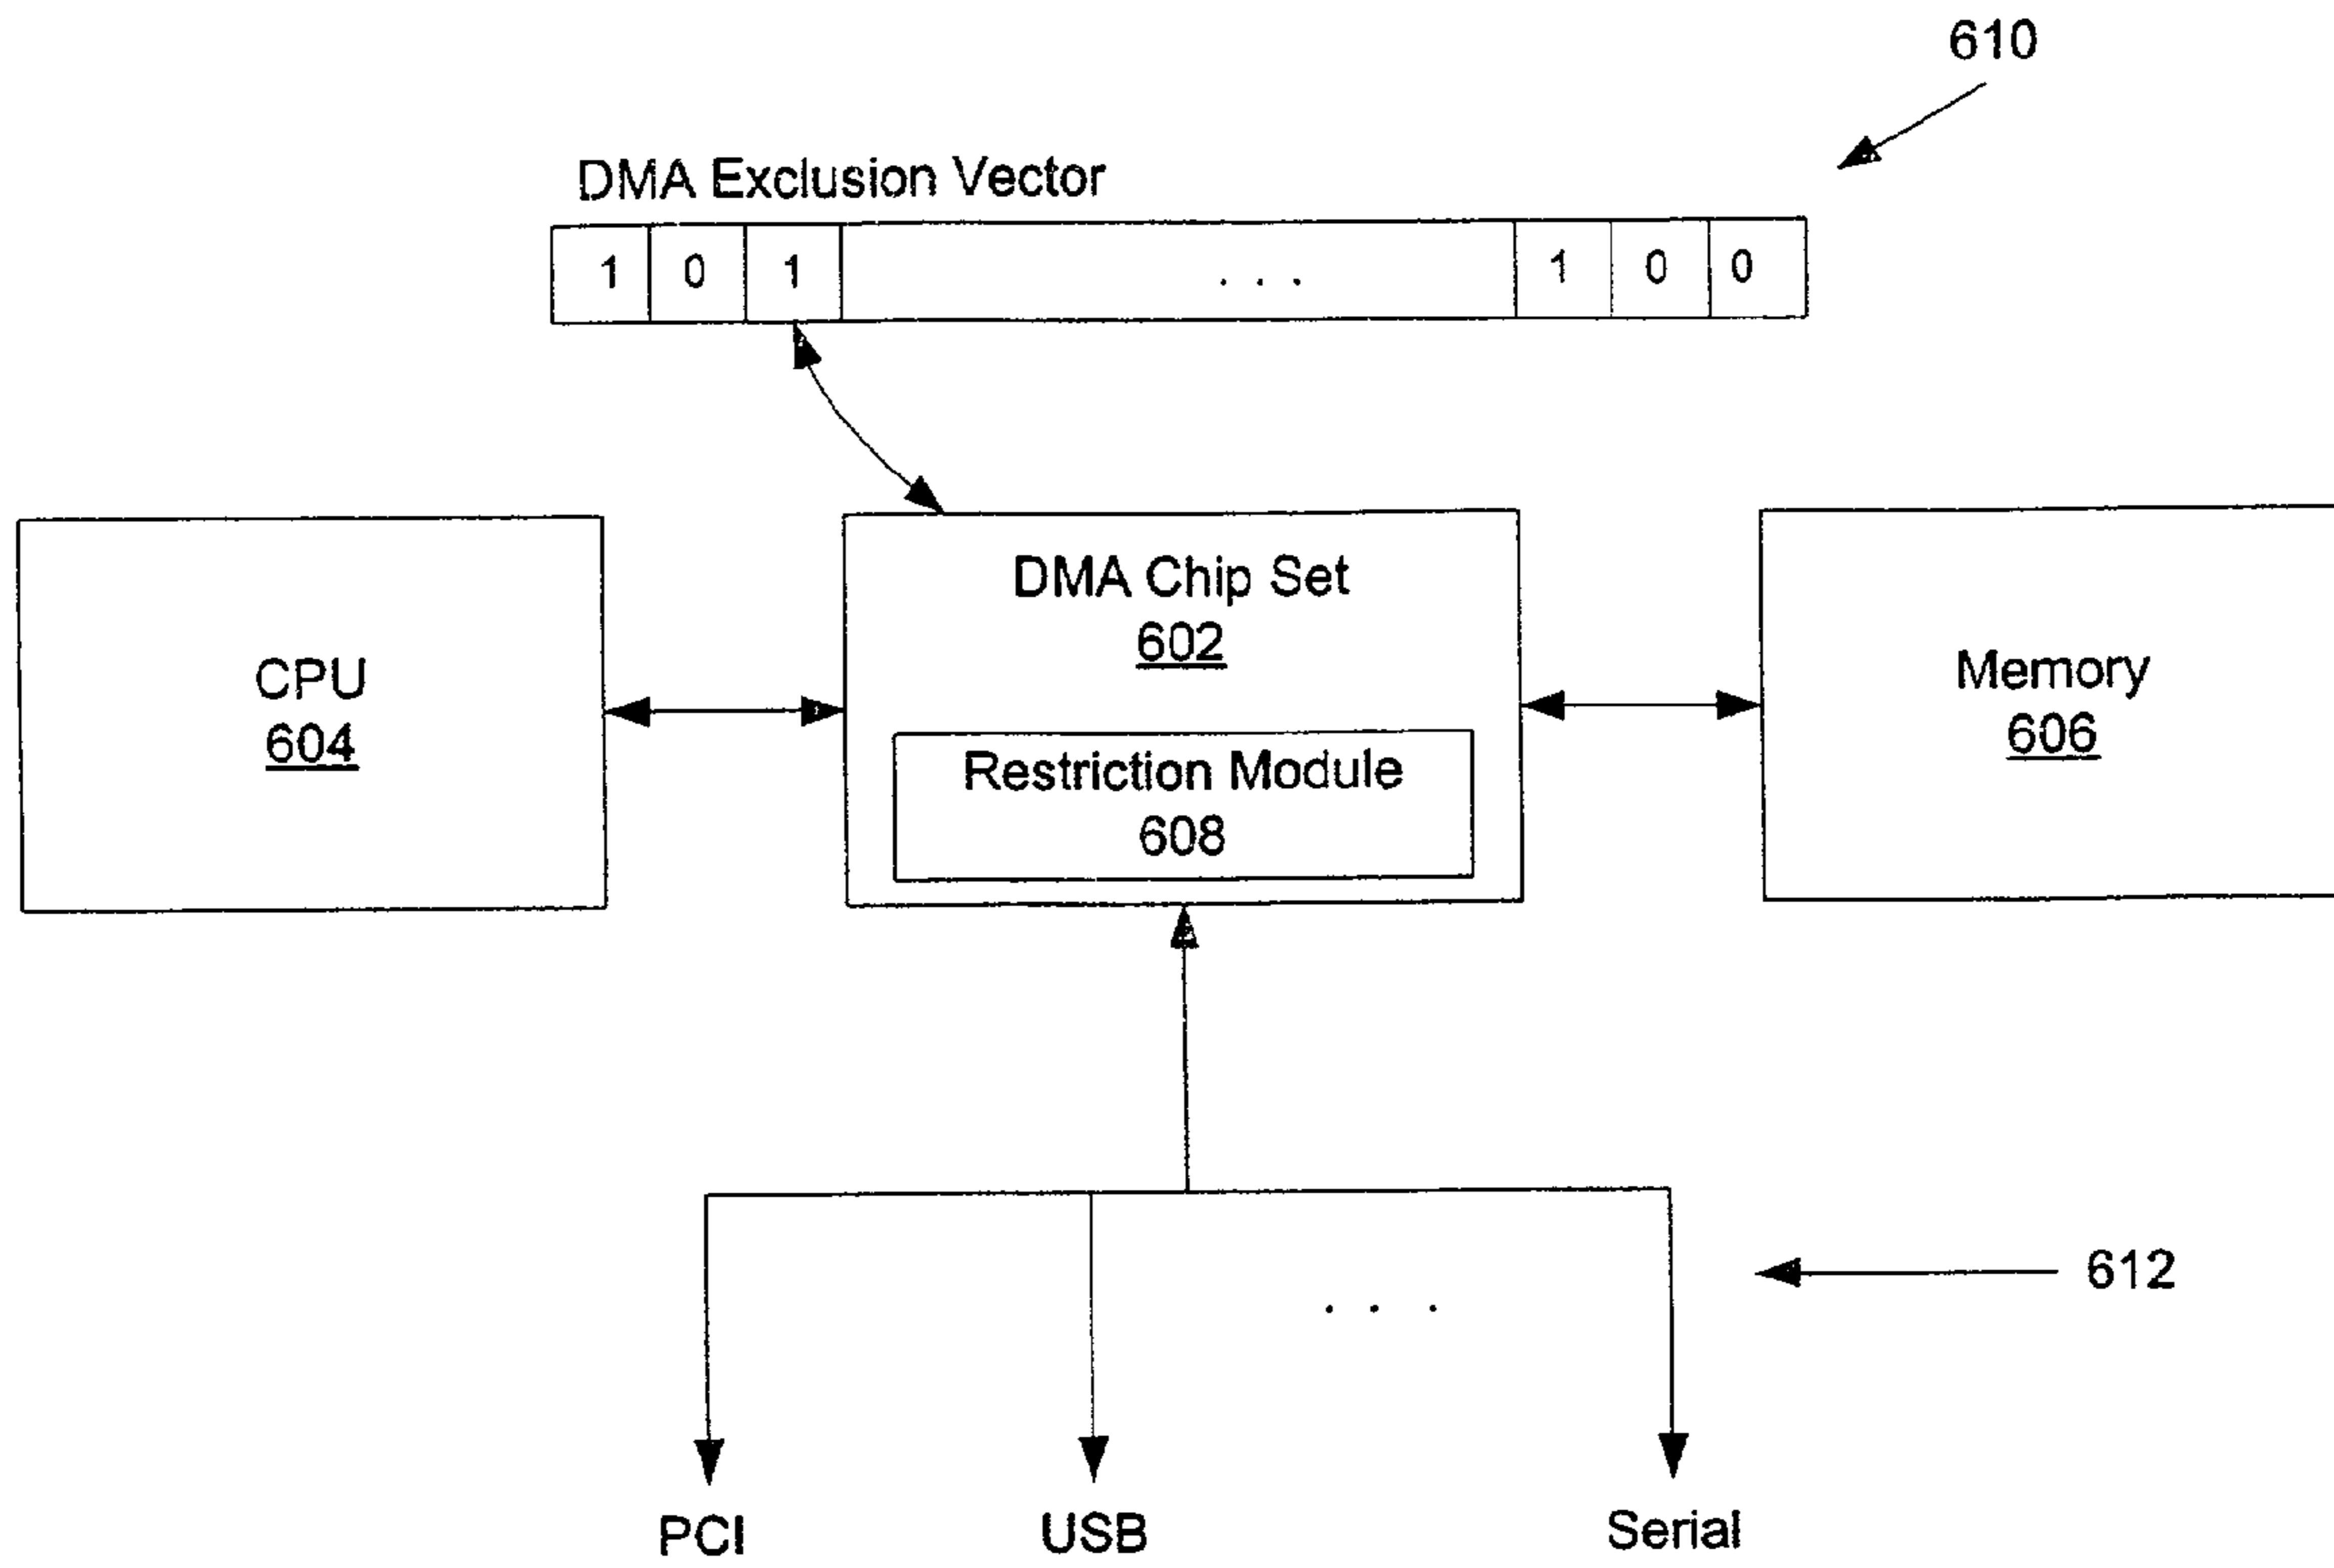 610
DMA Exclusion Vector
1 0 1 . . . 1 0 0
DMA Chip Set
602
CPU
604
Memory
606
Restriction Module
608
612
. . .
PCI USB Serial